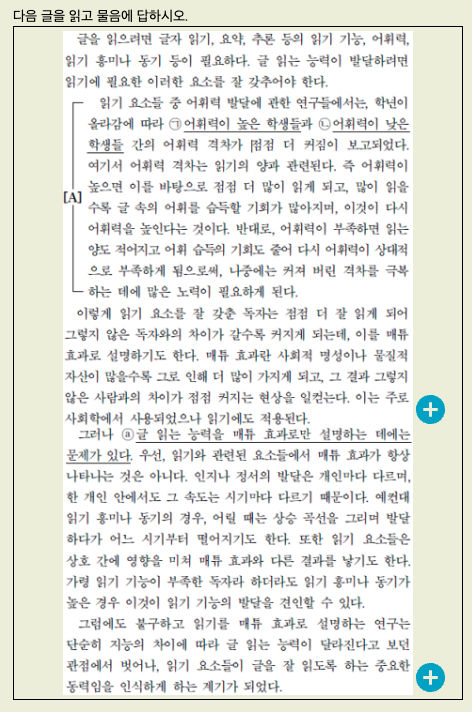 다음 글을 읽고 물음에 답하시오.
글을 읽으려면 글자 읽기, 요약, 추론 등의 읽기 기능, 어휘력,
읽기 흥미나 동기 등이 필요하다. 글 읽는 능력이 발달하려면
읽기에 필요한 이러한 요소를 잘 갖추어야 한다.
읽기 요소들 중 어휘력 발달에 관한 연구들에서는, 학년이
올라감에 따라 ㉠어휘력이 높은 학생들과 ㉡어휘력이 낮은
학생들 간의 어휘력 격차가 점점 더 커짐이 보고되었다.
여기서 어휘력 격차는 읽기의 양과 관련된다. 즉 어휘력이
높으면 이를 바탕으로 점점 더 많이 읽게 되고, 많이 읽을
[A] 수록 글 속의 어휘를 습득할 기회가 많아지며, 이것이 다시
어휘력을 높인다는 것이다. 반대로, 어휘력이 부족하면 읽는
양도 적어지고 어휘 습득의 기회도 줄어 다시 어휘력이 상대적
으로 부족하게 됨으로써, 나중에는 커져 버린 격차를 극복
하는 데에 많은 노력이 필요하게 된다.
이렇게 읽기 요소를 잘 갖춘 독자는 점점 더 잘 읽게 되어
그렇지 않은 독자와의 차이가 갈수록 커지게 되는데, 이를 매튜
효과로 설명하기도 한다. 매튜 효과란 사회적 명성이나 물질적
자산이 많을수록 그로 인해 더 많이 가지게 되고, 그 결과 그렇지
않은 사람과의 차이가 점점 커지는 현상을 일컫는다. 이는 주로
사회학에서 사용되었으나 읽기에도 적용된다.
그러나 ⓐ글 읽는 능력을 매튜 효과로만 설명하는 데에는
문제가 있다. 우선, 읽기와 관련된 요소들에서 매튜 효과가 항상
나타나는 것은 아니다. 인지나 정서의 발달은 개인마다 다르며,
한 개인 안에서도 그 속도는 시기마다 다르기 때문이다. 예컨대
읽기 흥미나 동기의 경우, 어릴 때는 상승 곡선을 그리며 발달
하다가 어느 시기부터 떨어지기도 한다. 또한 읽기 요소들은
상호 간에 영향을 미쳐 매튜 효과와 다른 결과를 낳기도 한다.
가령 읽기 기능이 부족한 독자라 하더라도 읽기 흥미나 동기가
높은 경우 이것이 읽기 기능의 발달을 견인할 수 있다.
그럼에도 불구하고 읽기를 매튜 효과로 설명하는 연구는
단순히 지능의 차이에 따라 글 읽는 능력이 달라진다고 보던
관점에서 벗어나, 읽기 요소들이 글을 잘 읽도록 하는 중요한
동력임을 인식하게 하는 계기가 되었다.